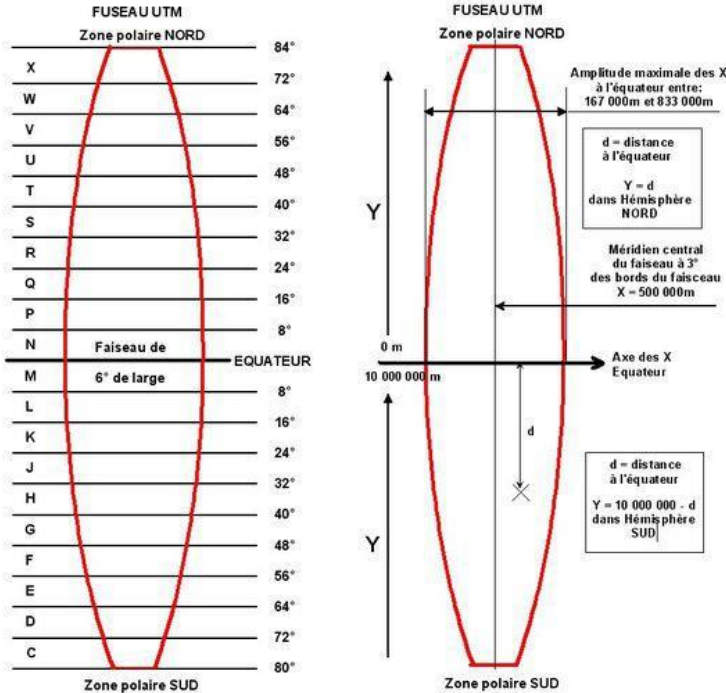 FUSEAU UTM
Zone polaire NORD
84°
X
72°
W
64°
V
56°
U
48°
T
40°
S
32°
R
24°
Q
16°
P
8°
N
Faiseau de
EQUATEUR
M
6° de large
8°
L
16°
K
24°
J
32°
H
40°
G
48°
F
56°
E
64°
D
72°
C
80°
Zone polaire SUD
FUSEAU UTM
Zone polaire NORD
Amplitude maximale des X
à l'équateur entre:
167 000m et 833 000m
d = distance
à l'équateur
Y = d
dans Hémisphère
NORD
Y
Méridien central
du faiseau à 3°
des bords du faisceau
X = 500 000m
0 m
Axe des X
Equateur
10 000 000 m
d
d = distance
à l'équateur
Y = 10 000 000 - d
dans Hémisphère
SUD
Y
Zone polaire SUD